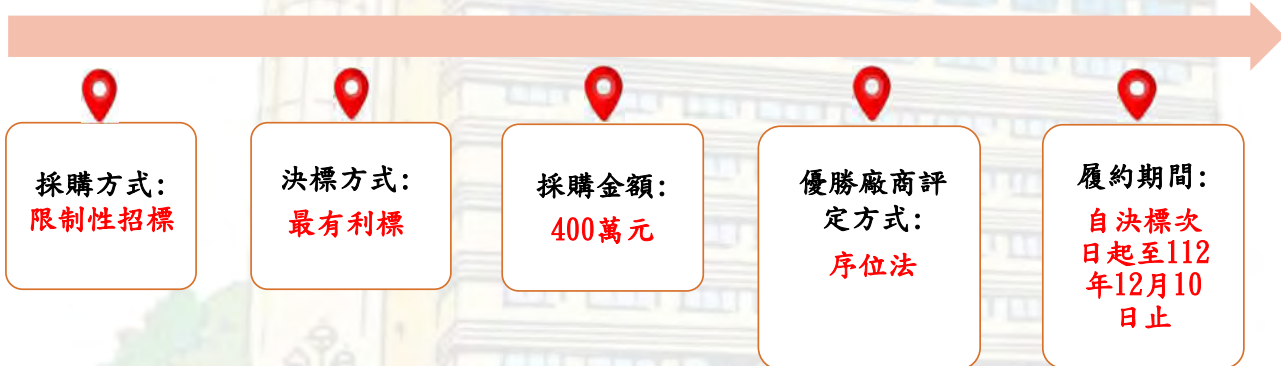 採購方式:
限制性招標
決標方式:
最有利標
採購金額:
400萬元
優勝廠商評
定方式:
序位法
履約期間:
自決標次
日起至112
年12月10
日止